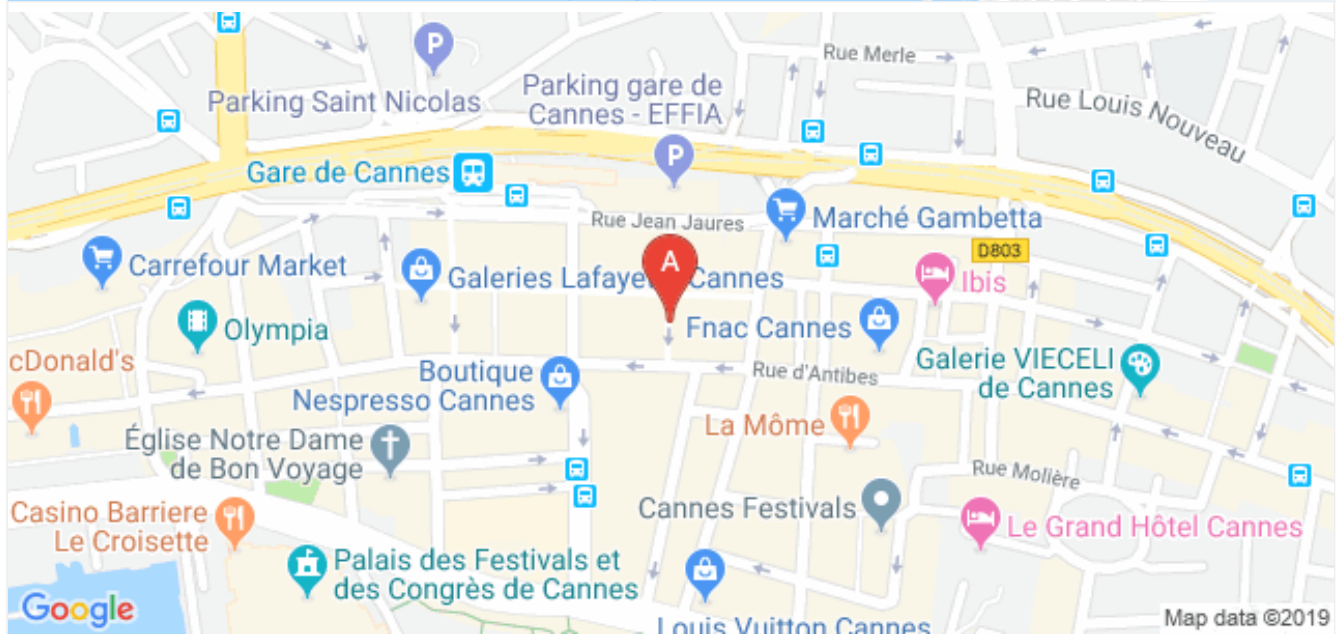 P
Rue Merle
Parking Saint Nicolas
Parking gare de
Cannes - EFFIA
Rue Louis Nouveau
P
Gare de Cannes
Rue Jean Jaures
Marché Gambetta
D803
Carrefour Market
A
Galeries Lafaye Cannes
Ibis
Olympia
Fnac Cannes
cDonald's
Boutique
Nespresso Cannes
Rue d'Antibes
Galerie VIECELI
de Cannes
La Môme
Église Notre Dame
de Bon Voyage
Rue Molière
Casino Barriere
Le Croisette
Cannes Festivals
Le Grand Hôtel Cannes
Palais des Festivals et
des Congrès de Cannes
Google
Louis Vuitton Cannes
Map data ©2019